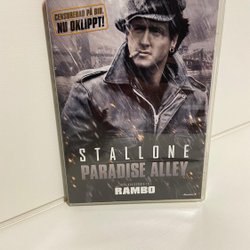 CENSURERAD PÅ BIO,
NU OKLIPPT!
STALLONE
PARADISE ALLEY
RAMBO